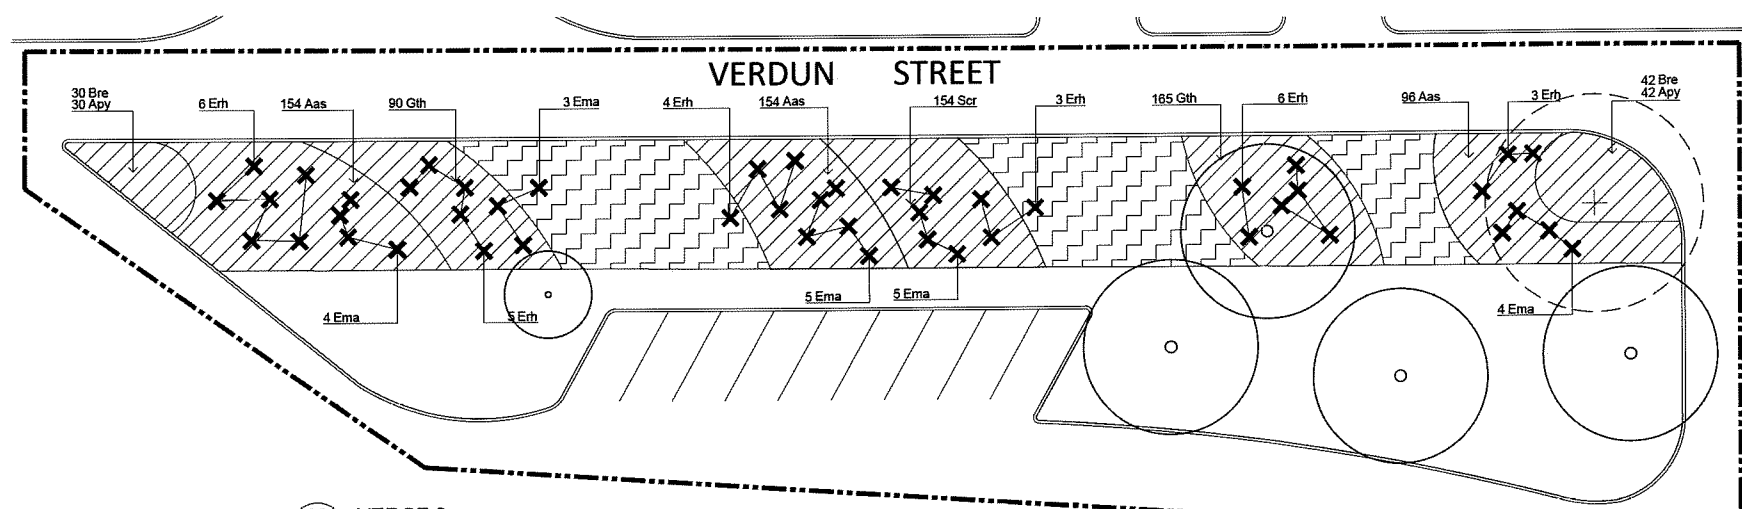 VERDUN STREET
30 Bre
30 Apy
6 Erh
154 Aas
90 Gth
3 Ema
4 Erh
154 Aas
154 Scr
3 Erh
165 Gth
6 Erh
96 Aas
3 Erh
42 Bre
42 Apy
4 Ema
5 Erh
5 Ema
5 Ema
4 Ema